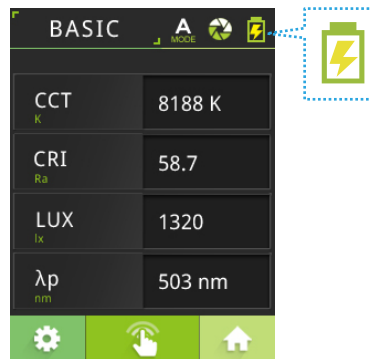 BASIC
A
MODE
CCT
K
8188 K
CRI
Ra
58.7
LUX
lx
1320
λp
nm
503 nm